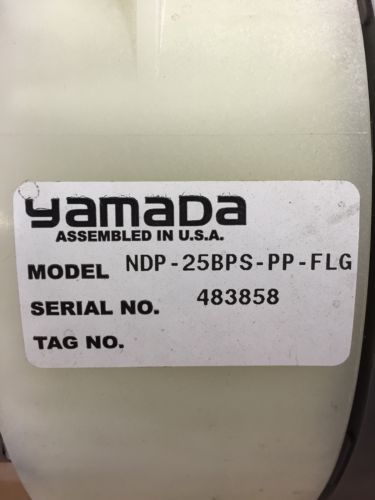 yamada
ASSEMBLED IN U.S.A.
MODEL NDP-25BPS-PP-FLG
SERIAL NO. 483858
TAG NO.